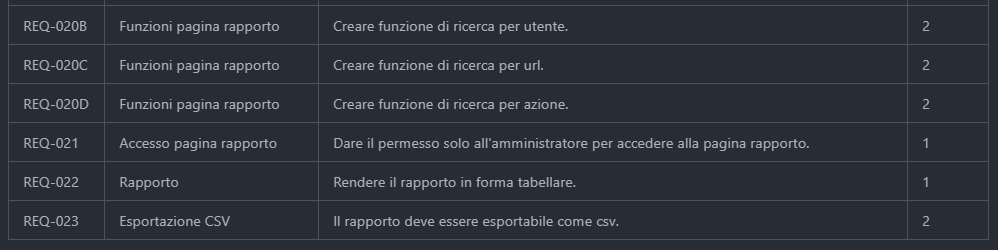 REQ-020B Funzioni pagina rapporto Creare funzione di ricerca per utente. 2
REQ-020C Funzioni pagina rapporto Creare funzione di ricerca per url. 2
REQ-020D Funzioni pagina rapporto Creare funzione di ricerca per azione. 2
REQ-021 Accesso pagina rapporto Dare il permesso solo all'amministratore per accedere alla pagina rapporto. 1
REQ-022 Rapporto Rendere il rapporto in forma tabellare. 1
REQ-023 Esportazione CSV Il rapporto deve essere esportabile come csv. 2